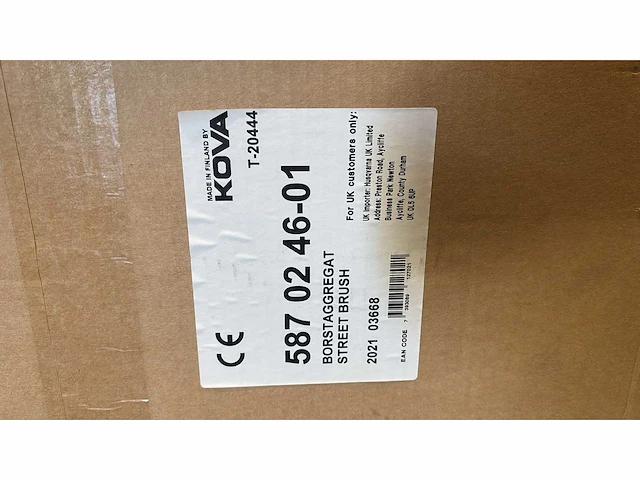 MADE IN FINLAND BY
KOVA
T-20444
CE
587 02 46-01
BORSTAGGREGAT
STREET BRUSH
2021 03668
For UK customers only:
UK Importer: Husqvarna UK Limited
Address: Preston Road, Aycliffe
Business Park Newton
Aycliffe, County Durham
UK DL5 6UP
EAN CODE